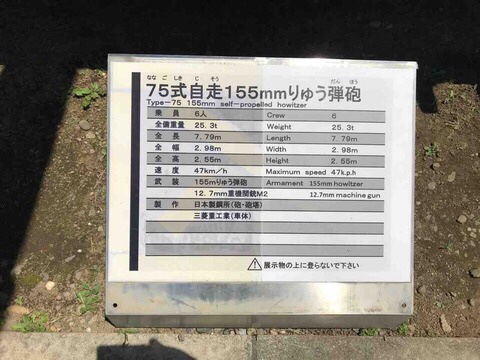 ななごしきじそう だんぽう
75式自走155mmりゅう弾砲
Type-75 155mm self-propelled howitzer
乗員 6人 Crew 6
全備重量 25.3t Weight 25.3t
全長 7.79m Length 7.79m
全幅 2.98m Width 2.98m
全高 2.55m Height 2.55m
速度 47km/h Maximum speed 47k.p.h
武装 155mりゅう弾砲 Armament 155mm howitzer
12.7mm重機関銃M2 12.7mm machine gun
製作 日本製鋼所(砲・砲塔)
三菱重工業(車体)
展示物の上に登らないで下さい